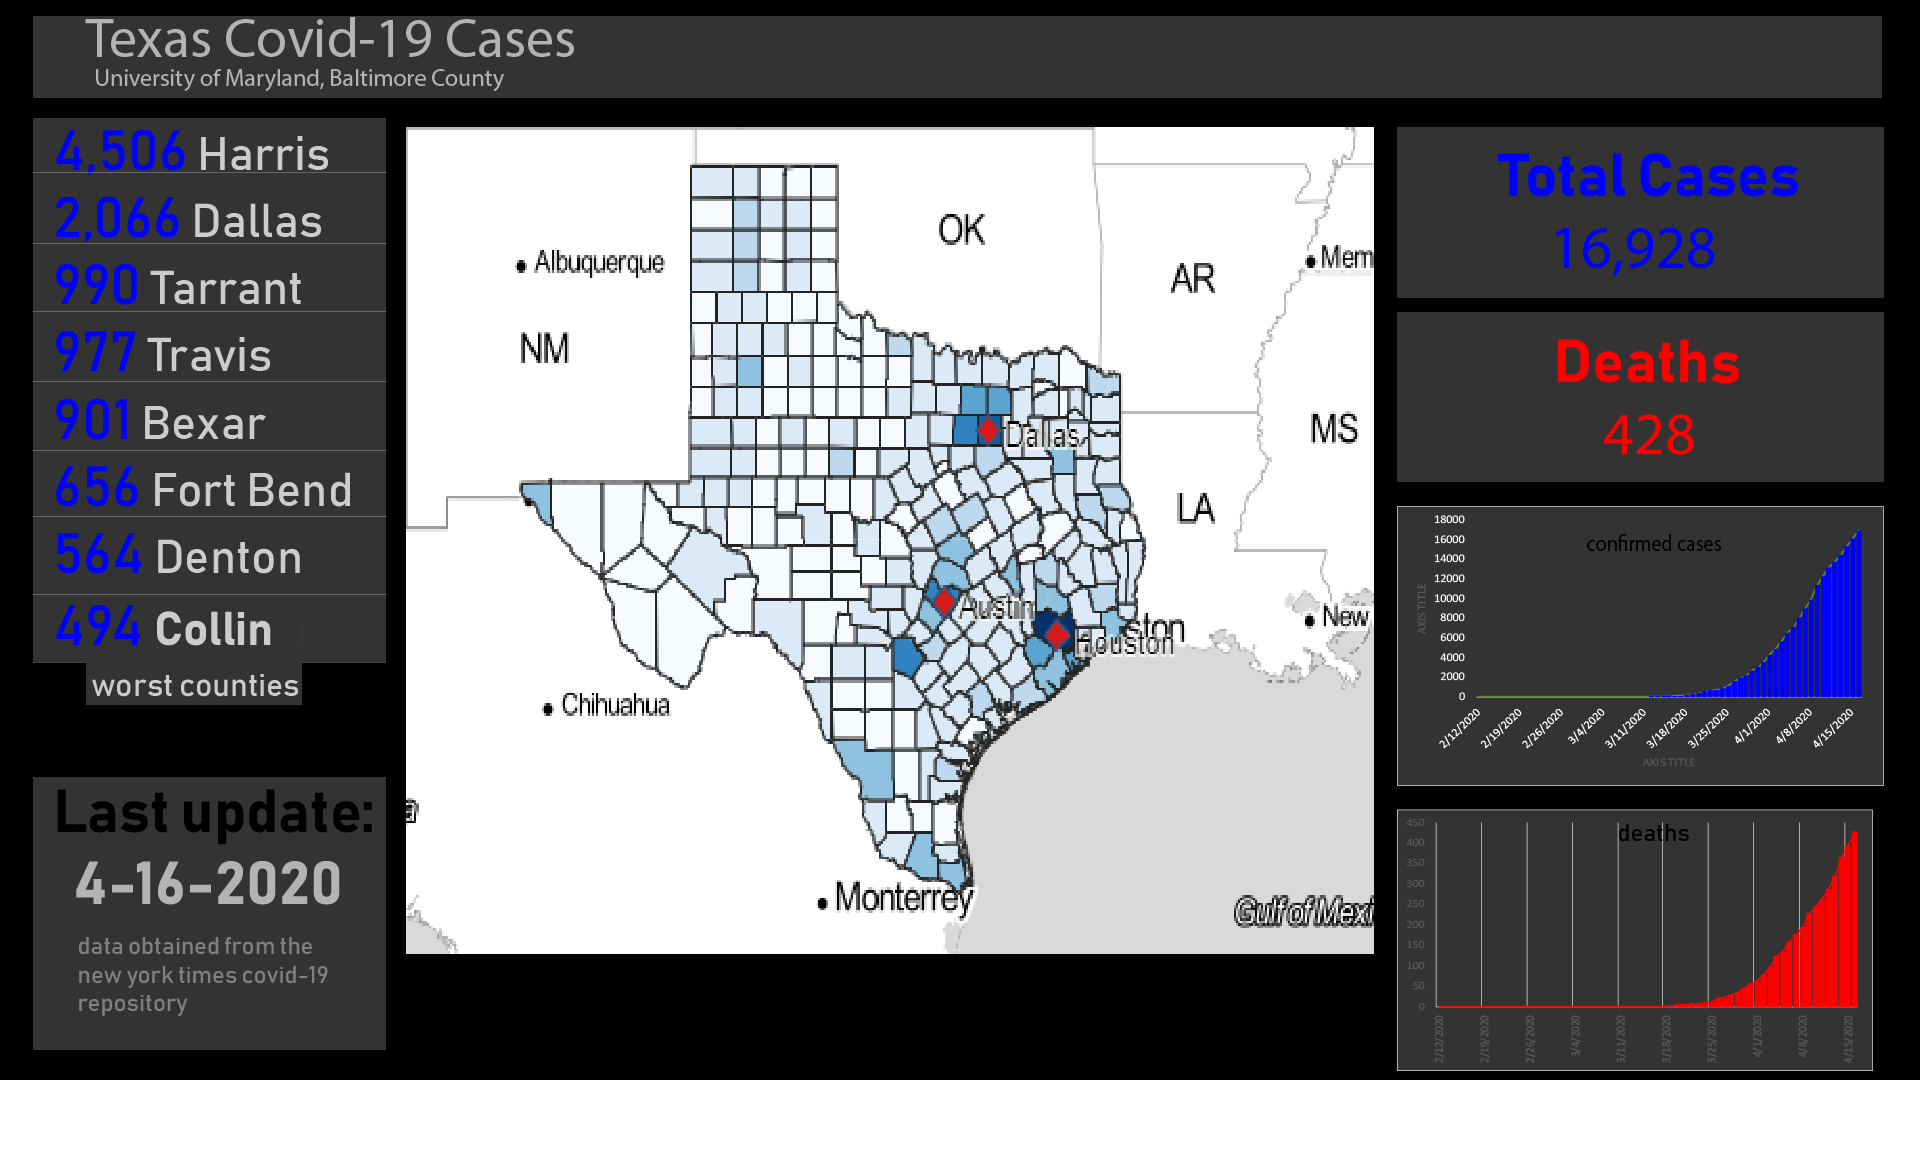 Texas Covid-19 Cases
University of Maryland, Baltimore County
4,506 Harris
2,066 Dallas
990 Tarrant
977 Travis
901 Bexar
656 Fort Bend
564 Denton
494 Collin
worst counties
Last update:
4-16-2020
data obtained from the
new york times covid-19
repository
OK
Albuquerque
Mem
AR
NM
MS
Dallas
LA
Austin
New
ston
Houston
Chihuahua
Monterrey
Gulf of Mexi
Total Cases
16,928
Deaths
428
confirmed cases
18000
16000
14000
12000
10000
8000
6000
4000
2000
0
AXIS TITLE
2/12/2020
2/19/2020
2/26/2020
3/4/2020
3/11/2020
3/18/2020
3/25/2020
4/1/2020
4/8/2020
4/15/2020
AXIS TITLE
deaths
450
400
350
300
250
200
150
100
50
0
2/12/2020
2/19/2020
2/26/2020
3/4/2020
3/11/2020
3/18/2020
3/25/2020
4/1/2020
4/8/2020
4/15/2020